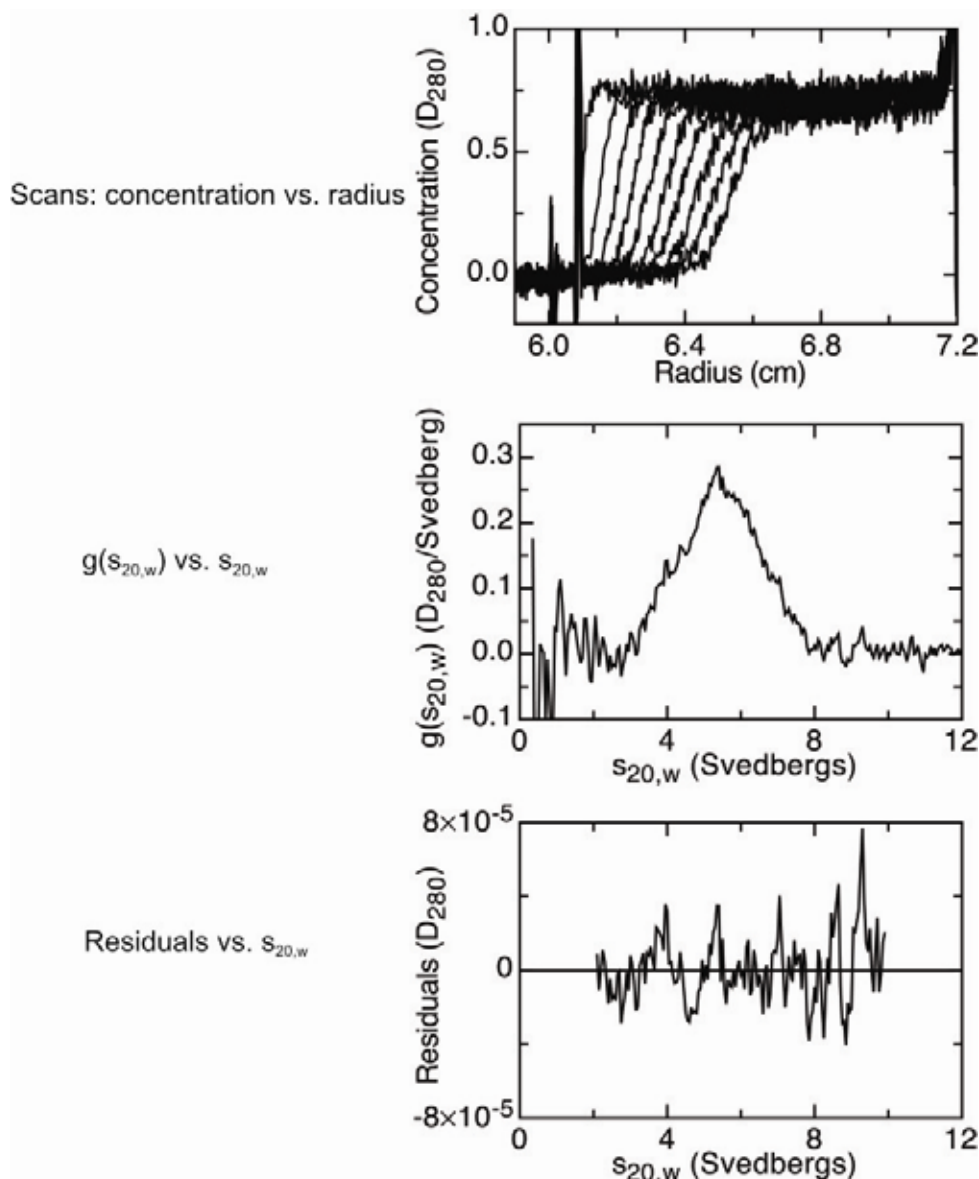 Scans: concentration vs. radius
Concentration (D280)
1.0
0.5
0.0
6.0 6.4 6.8 7.2
Radius (cm)
g(s20,w) vs. s20,w
g(s20,w) (D280/Svedberg)
0.3
0.2
0.1
0.0
-0.1
0 4 8 12
s20,w (Svedbergs)
Residuals vs. s20,w
Residuals (D280)
8×10-5
0
-8×10-5
0 4 8 12
s20,w (Svedbergs)